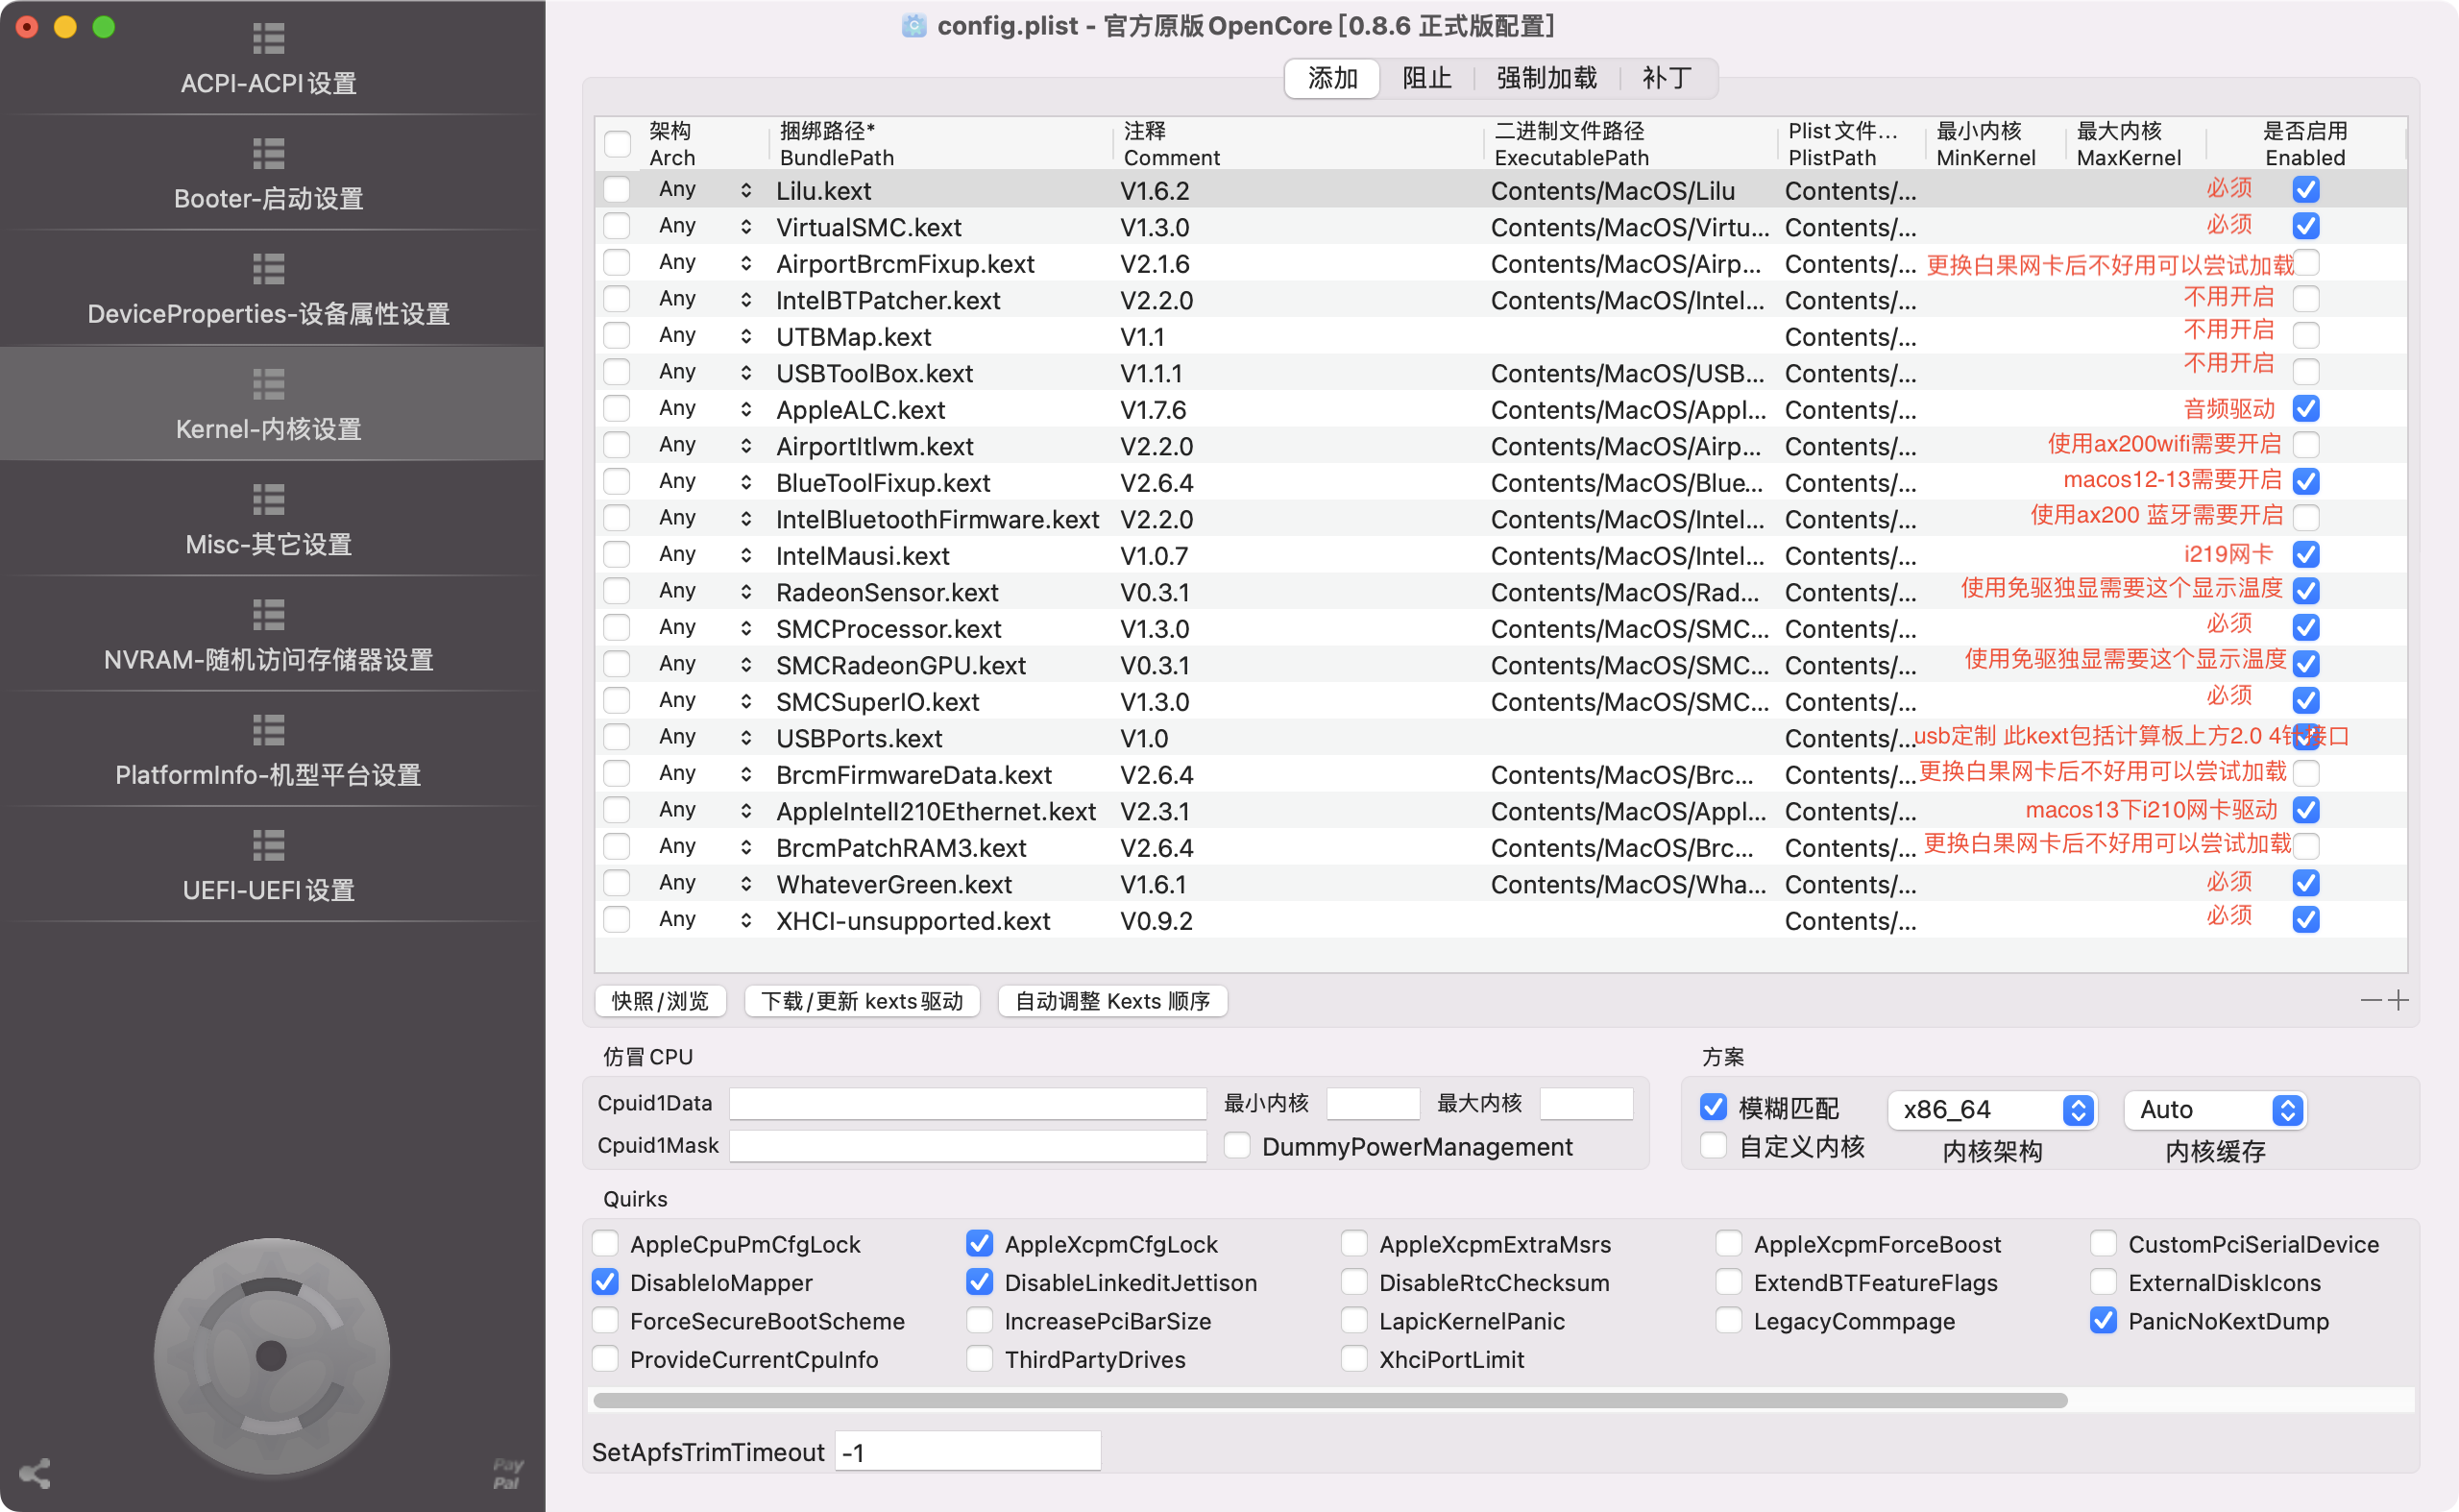 config.plist - 官方原版OpenCore[0.8.6 正式版配置]
ACPI-ACPI设置
Booter-启动设置
DeviceProperties-设备属性设置
Kernel-内核设置
Misc-其它设置
NVRAM-随机访问存储器设置
PlatformInfo-机型平台设置
UEFI-UEFI设置
Pay
Pal
添加 阻止 强制加载 补丁
架构 捆绑路径* 注释 二进制文件路径 Plist文件... 最小内核 最大内核 是否启用
Arch BundlePath Comment ExecutablePath PlistPath MinKernel MaxKernel Enabled
Any Lilu.kext V1.6.2 Contents/MacOS/Lilu Contents/... 必须
Any VirtualSMC.kext V1.3.0 Contents/MacOS/Virtu... Contents/... 必须
Any AirportBrcmFixup.kext V2.1.6 Contents/MacOS/Airp... Contents/... 更换白果网卡后不好用可以尝试加载
Any IntelBTPatcher.kext V2.2.0 Contents/MacOS/Intel... Contents/... 不用开启
Any UTBMap.kext V1.1 Contents/... 不用开启
Any USBToolBox.kext V1.1.1 Contents/MacOS/USB... Contents/... 不用开启
Any AppleALC.kext V1.7.6 Contents/MacOS/Appl... Contents/... 音频驱动
Any AirportItlwm.kext V2.2.0 Contents/MacOS/Airp... Contents/... 使用ax200wifi需要开启
Any BlueToolFixup.kext V2.6.4 Contents/MacOS/Blue... Contents/... macos12-13需要开启
Any IntelBluetoothFirmware.kext V2.2.0 Contents/MacOS/Intel... Contents/... 使用ax200 蓝牙需要开启
Any IntelMausi.kext V1.0.7 Contents/MacOS/Intel... Contents/... i219网卡
Any RadeonSensor.kext V0.3.1 Contents/MacOS/Rad... Contents/... 使用免驱独显需要这个显示温度
Any SMCProcessor.kext V1.3.0 Contents/MacOS/SMC... Contents/... 必须
Any SMCRadeonGPU.kext V0.3.1 Contents/MacOS/SMC... Contents/... 使用免驱独显需要这个显示温度
Any SMCSuperIO.kext V1.3.0 Contents/MacOS/SMC... Contents/... 必须
Any USBPorts.kext V1.0 Contents/... usb定制 此kext包括计算板上方2.0 4针接口
Any BrcmFirmwareData.kext V2.6.4 Contents/MacOS/Brc... Contents/... 更换白果网卡后不好用可以尝试加载
Any AppleIntelI210Ethernet.kext V2.3.1 Contents/MacOS/Appl... Contents/... macos13下i210网卡驱动
Any BrcmPatchRAM3.kext V2.6.4 Contents/MacOS/Brc... Contents/... 更换白果网卡后不好用可以尝试加载
Any WhateverGreen.kext V1.6.1 Contents/MacOS/Wha... Contents/... 必须
Any XHCI-unsupported.kext V0.9.2 Contents/... 必须
快照/浏览 下载/更新 kexts驱动 自动调整 Kexts 顺序
仿冒CPU
Cpuid1Data 最小内核 最大内核
Cpuid1Mask DummyPowerManagement
方案
模糊匹配 x86_64 Auto
自定义内核 内核架构 内核缓存
Quirks
AppleCpuPmCfgLock AppleXcpmCfgLock AppleXcpmExtraMsrs AppleXcpmForceBoost CustomPciSerialDevice
DisableIoMapper DisableLinkeditJettison DisableRtcChecksum ExtendBTFeatureFlags ExternalDiskIcons
ForceSecureBootScheme IncreasePciBarSize LapicKernelPanic LegacyCommpage PanicNoKextDump
ProvideCurrentCpuInfo ThirdPartyDrives XhciPortLimit
SetApfsTrimTimeout -1